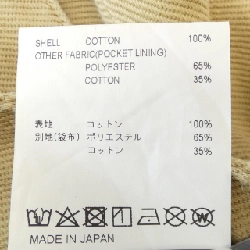 SHELL COTTON 100%
OTHER FABRIC(POCKET LINING)
POLYESTER 65%
COTTON 35%
表地 コットン 100%
別地(袋布) ポリエステル 65%
コットン 35%
MADE IN JAPAN